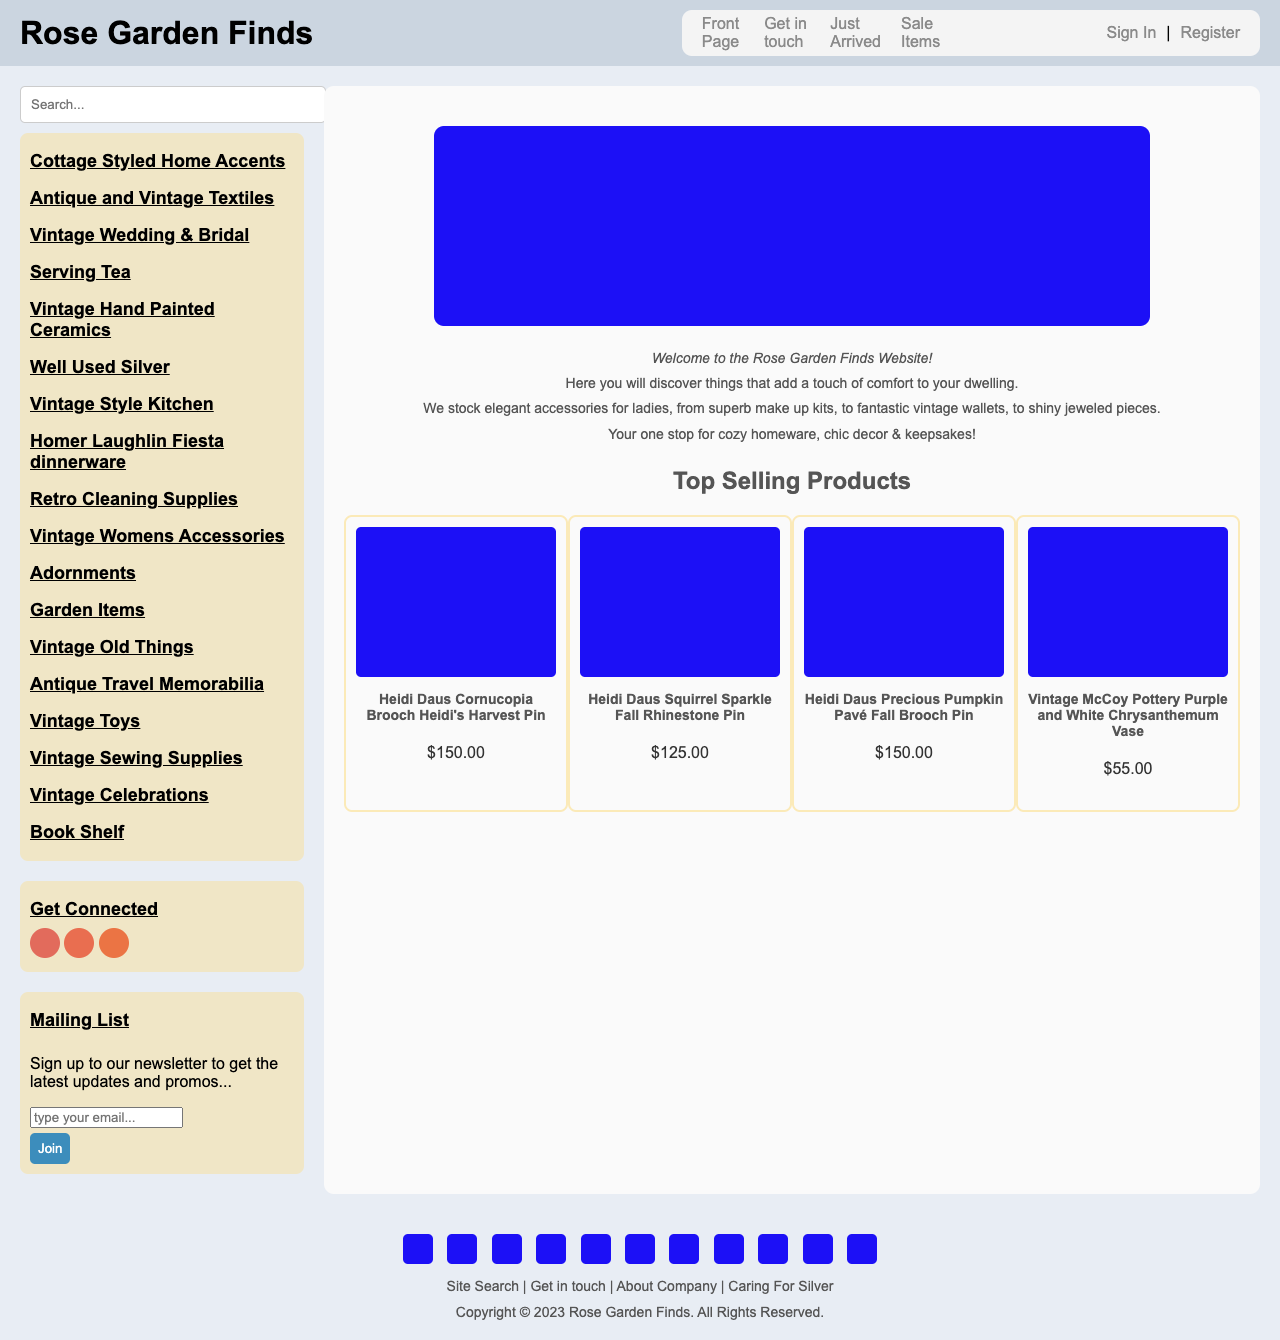 Rose Garden Finds
Front Page
Get in touch
Just Arrived
Sale Items
Sign In | Register
Search...
Cottage Styled Home Accents
Antique and Vintage Textiles
Vintage Wedding & Bridal
Serving Tea
Vintage Hand Painted
Ceramics
Well Used Silver
Vintage Style Kitchen
Homer Laughlin Fiesta
dinnerware
Retro Cleaning Supplies
Vintage Womens Accessories
Adornments
Garden Items
Vintage Old Things
Antique Travel Memorabilia
Vintage Toys
Vintage Sewing Supplies
Vintage Celebrations
Book Shelf
Get Connected
Mailing List
Sign up to our newsletter to get the
latest updates and promos...
type your email...
Join
Welcome to the Rose Garden Finds Website!
Here you will discover things that add a touch of comfort to your dwelling.
We stock elegant accessories for ladies, from superb make up kits, to fantastic vintage wallets, to shiny jeweled pieces.
Your one stop for cozy homeware, chic decor & keepsakes!
Top Selling Products
Heidi Daus Cornucopia
Brooch Heidi's Harvest Pin
$150.00
Heidi Daus Squirrel Sparkle
Fall Rhinestone Pin
$125.00
Heidi Daus Precious Pumpkin
Pavé Fall Brooch Pin
$150.00
Vintage McCoy Pottery Purple
and White Chrysanthemum
Vase
$55.00
Site Search | Get in touch | About Company | Caring For Silver
Copyright © 2023 Rose Garden Finds. All Rights Reserved.